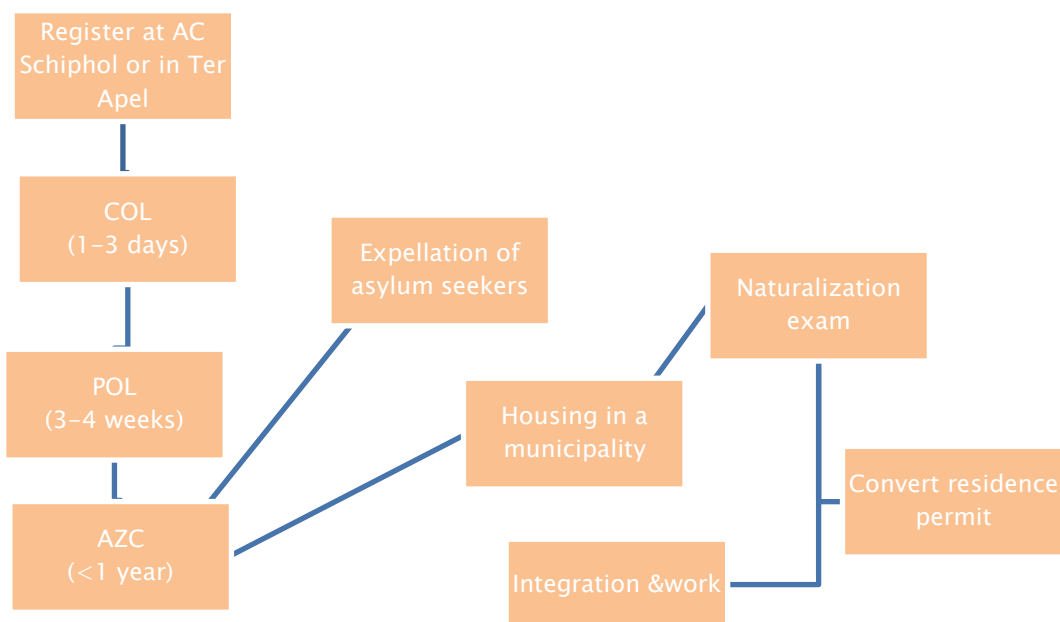 Register at AC
Schiphol or in Ter
Apel
COL
(1-3 days)
Expellation of
asylum seekers
Naturalization
exam
POL
(3-4 weeks)
Housing in a
municipality
Convert residence
permit
AZC
(<1 year)
Integration &work